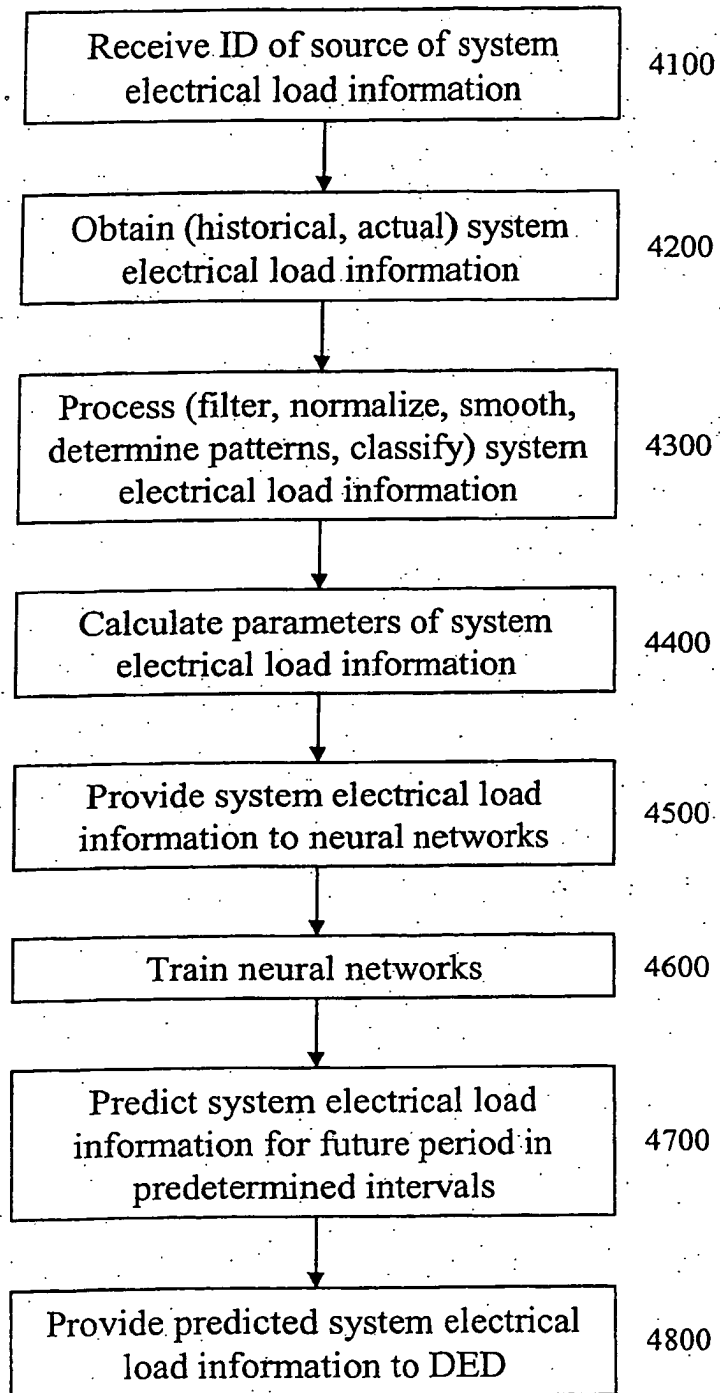 Receive ID of source of system
electrical load information
4100
Obtain (historical, actual) system
electrical load information
4200
Process (filter, normalize, smooth,
determine patterns, classify) system
electrical load information
4300
Calculate parameters of system
electrical load information
4400
Provide system electrical load
information to neural networks
4500
Train neural networks
4600
Predict system electrical load
information for future period in
predetermined intervals
4700
Provide predicted system electrical
load information to DED
4800